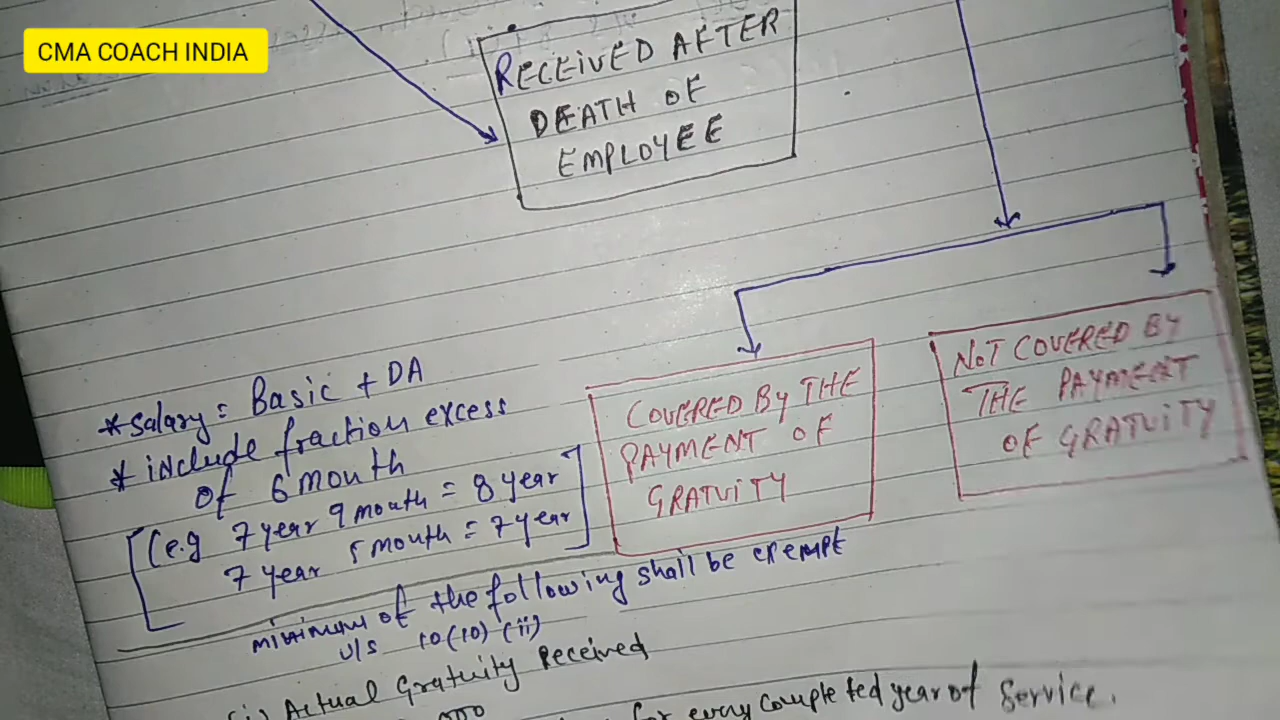 CMA COACH INDIA
RECEIVED AFTER
DEATH OF
EMPLOYEE
*Salary = Basic + DA
* include fraction excess
of 6 month
[(e.g 7 year 9 month = 8 year
7 year 5 month = 7 year]
COVERED By THE
PAYMENT OF
GRATUITY
NOT COVERED BY
THE PAYMENT
OF GRATUITY
minimum of the following shall be exempt
u/s 10(10)(ii)
(i) Actual Gratuity Received
for every completed year of Service.